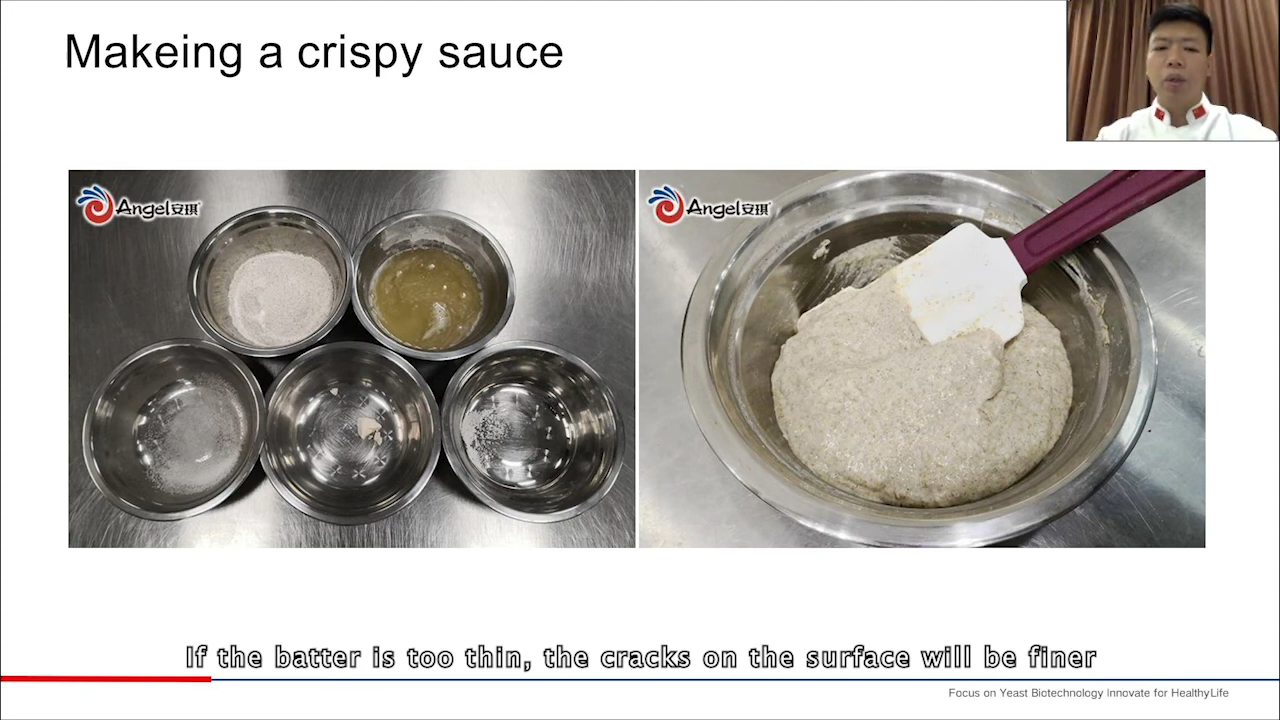 Makeing a crispy sauce
Angel安琪
Angel安琪
If the batter is too thin, the cracks on the surface will be finer
Focus on Yeast Biotechnology Innovate for HealthyLife